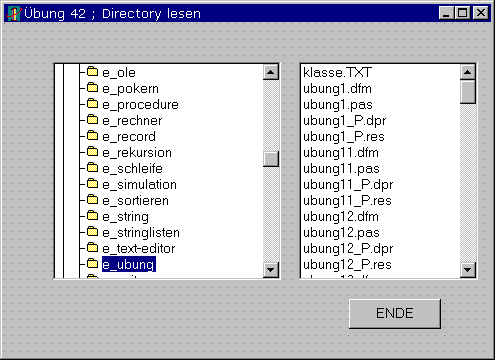 Übung 42 ; Directory lesen
e_ole
e_pokern
e_procedure
e_rechner
e_record
e_rekursion
e_schleife
e_simulation
e_sortieren
e_string
e_stringlisten
e_text-editor
e_ubung
klasse.TXT
ubung1.dfm
ubung1.pas
ubung1_P.dpr
ubung1_P.res
ubung11.dfm
ubung11.pas
ubung11_P.dpr
ubung11_P.res
ubung12.dfm
ubung12.pas
ubung12_P.dpr
ubung12_P.res
ENDE